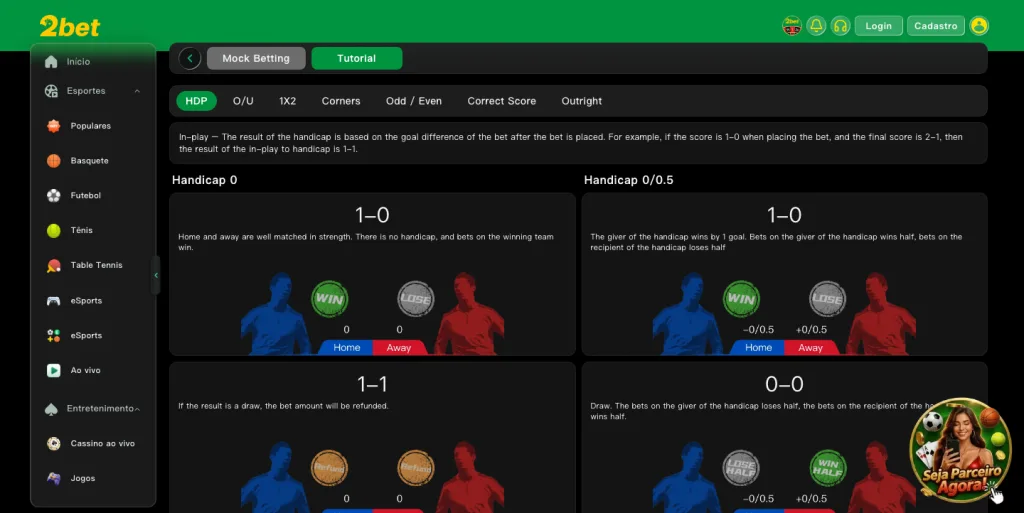 2bet
2bet
Login
Cadastro
Início
Esportes
Populares
Basquete
Futebol
Tênis
Table Tennis
eSports
eSports
Ao vivo
Entretenimento
Cassino ao vivo
Jogos
Mock Betting
Tutorial
HDP
O/U
1X2
Corners
Odd / Even
Correct Score
Outright
In-play — The result of the handicap is based on the goal difference of the bet after the bet is placed. For example, if the score is 1-0 when placing the bet, and the final score is 2-1, then
the result of the in-play to handicap is 1-1.
Handicap 0
1-0
Home and away are well matched in strength. There is no handicap, and bets on the winning team
win.
WIN
LOSE
0
0
Home
Away
1-1
If the result is a draw, the bet amount will be refunded.
Refund
Refund
0
0
Handicap 0/0.5
1-0
The giver of the handicap wins by 1 goal. Bets on the giver of the handicap wins half, bets on the
recipient of the handicap loses half
WIN
LOSE
-0/0.5
+0/0.5
Home
Away
0-0
Draw. The bets on the giver of the handicap loses half, the bets on the recipient of the
wins half.
LOSE
HALF
WIN
HALF
-0/0.5
+0/0.5
Seja Parceiro
Agora!